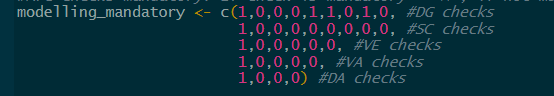 modelling_mandatory <- c(1,0,0,0,1,1,0,1,0, #DG checks
1,0,0,0,0,0,0,0,0, #SC checks
1,0,0,0,0,0, #VE checks
1,0,0,0,0, #VA checks
1,0,0,0) #DA checks